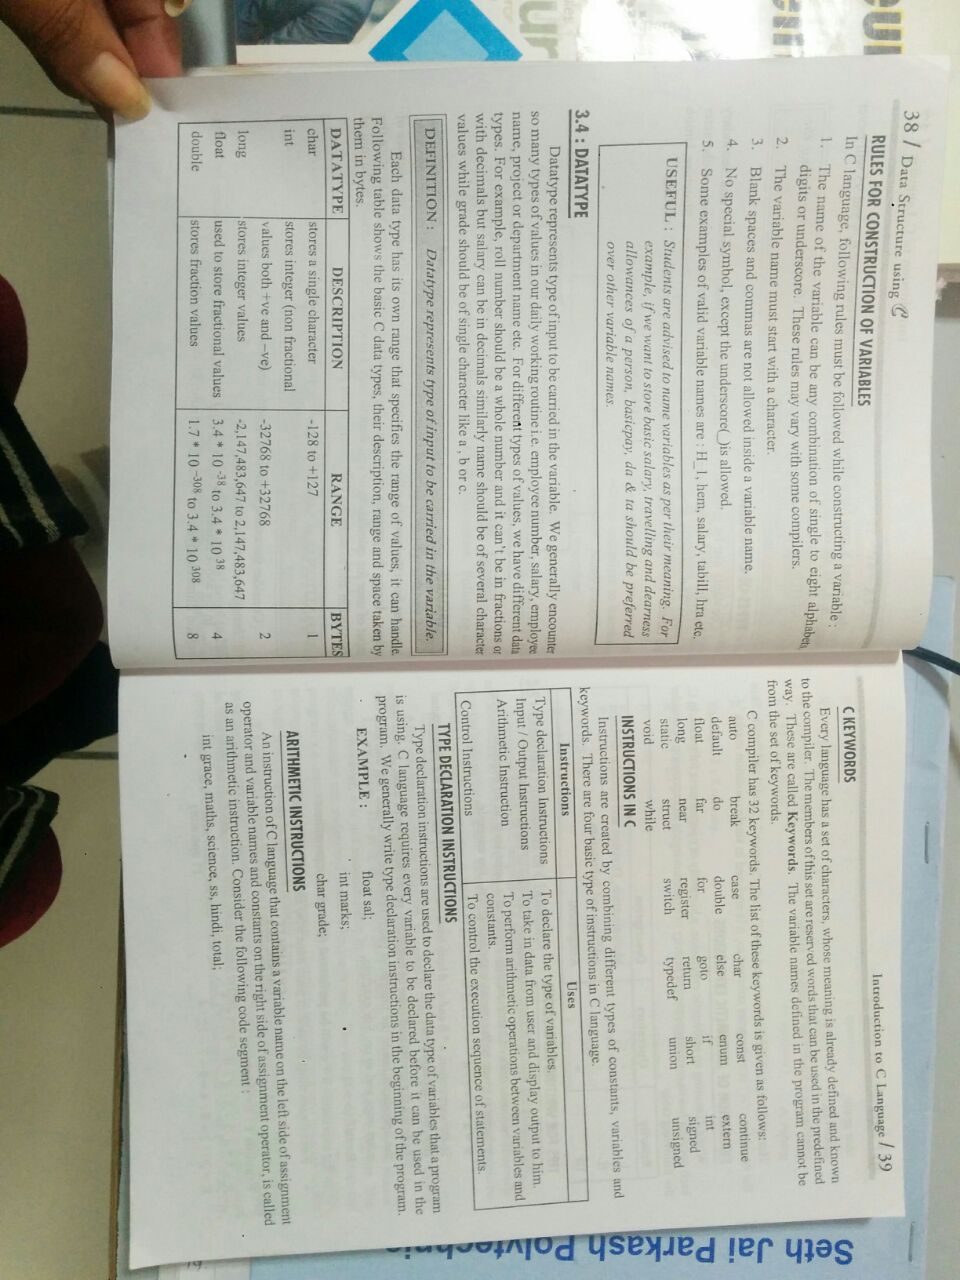 38 / Data Structure using C
RULES FOR CONSTRUCTION OF VARIABLES
In C language, following rules must be followed while constructing a variable :
1. The name of the variable can be any combination of single to eight alphabets,
digits or underscore. These rules may vary with some compilers.
2. The variable name must start with a character.
3. Blank spaces and commas are not allowed inside a variable name.
4. No special symbol, except the underscore(_)is allowed.
5. Some examples of valid variable names are : H_1, hem, salary, tabill, hra etc.
USEFUL : Students are advised to name variables as per their meaning. For
example, if we want to store basic salary, travelling and dearness
allowances of a person, basicpay, da & ta should be preferred
over other variable names.
3.4 : DATATYPE
Datatype represents type of input to be carried in the variable. We generally encounter
so many types of values in our daily working routine i.e. employee number, salary, employee
name, project or department name etc. For different types of values, we have different data
types. For example, roll number should be a whole number and it can't be in fractions or
with decimals but salary can be in decimals similarly name should be of several character
values while grade should be of single character like a , b or c.
DEFINITION : Datatype represents type of input to be carried in the variable.
Each data type has its own range that specifies the range of values, it can handle.
Following table shows the basic C data types, their description, range and space taken by
them in bytes.
DATATYPE DESCRIPTION RANGE BYTES
char stores a single character -128 to +127 1
int stores integer (non fractional
values both +ve and –ve) -32768 to +32768 2
long stores integer values -2,147,483,647 to 2,147,483,647
float used to store fractional values 3.4 * 10 -38 to 3.4 * 10 38 4
double stores fraction values 1.7 * 10 –308 to 3.4 * 10 308 8
Introduction to C Language / 39
C KEYWORDS
Every language has a set of characters, whose meaning is already defined and known
to the compiler. The members of this set are reserved words that can be used in the predefined
way. These are called Keywords. The variable names defined in the program cannot be
from the set of keywords.
C compiler has 32 keywords. The list of these keywords is given as follows:
auto break case char const continue
default do double else enum extern
float far for goto if int
long near register return short signed
static struct switch typedef union unsigned
void while
INSTRUCTIONS IN C
Instructions are created by combining different types of constants, variables and
keywords. There are four basic type of instructions in C language.
Instructions Uses
Type declaration Instructions To declare the type of variables.
Input / Output Instructions To take in data from user and display output to him.
Arithmetic Instruction To perform arithmetic operations between variables and
constants.
Control Instructions To control the execution sequence of statements.
TYPE DECLARATION INSTRUCTIONS
Type declaration instructions are used to declare the data type of variables that a program
is using. C language requires every variable to be declared before it can be used in the
program. We generally write type declaration instructions in the beginning of the program.
EXAMPLE : float sal;
int marks;
char grade;
ARITHMETIC INSTRUCTIONS
An instruction of C language that contains a variable name on the left side of assignment
operator and variable names and constants on the right side of assignment operator, is called
as an arithmetic instruction. Consider the following code segment :
int grace, maths, science, ss, hindi, total;
Seth Jai Parkash Polytechnic